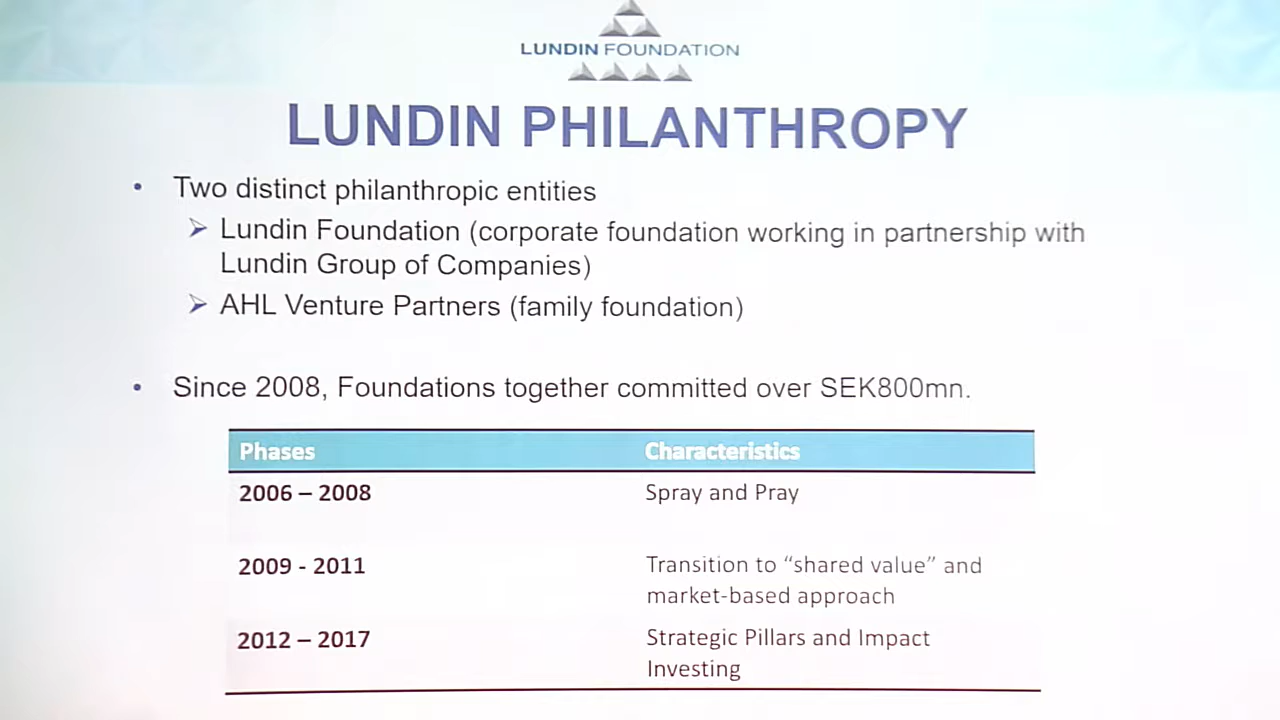 LUNDIN FOUNDATION
LUNDIN PHILANTHROPY
• Two distinct philanthropic entities
➢ Lundin Foundation (corporate foundation working in partnership with
Lundin Group of Companies)
➢ AHL Venture Partners (family foundation)
• Since 2008, Foundations together committed over SEK800mn.
Phases Characteristics
2006 – 2008 Spray and Pray
2009 - 2011 Transition to “shared value” and
market-based approach
2012 – 2017 Strategic Pillars and Impact
Investing